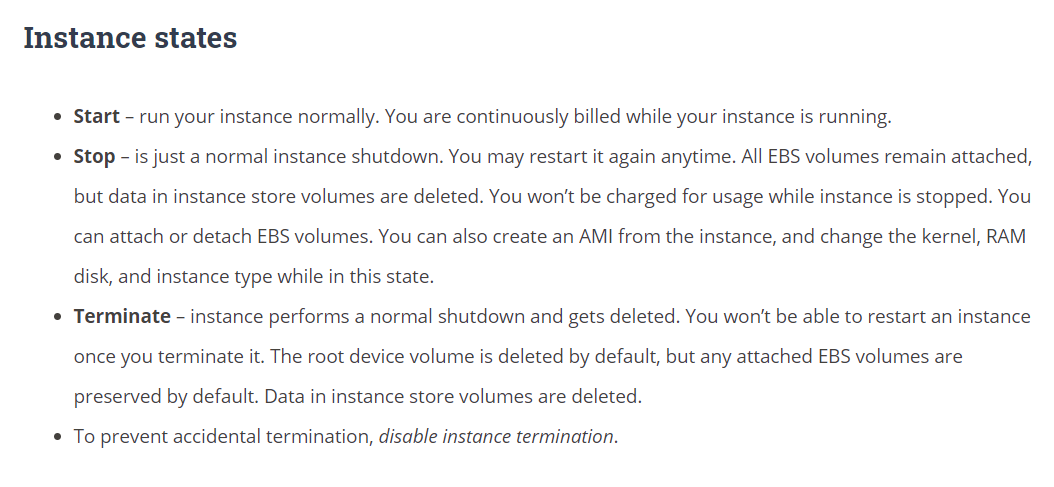 Instance states
• Start – run your instance normally. You are continuously billed while your instance is running.
• Stop – is just a normal instance shutdown. You may restart it again anytime. All EBS volumes remain attached,
but data in instance store volumes are deleted. You won’t be charged for usage while instance is stopped. You
can attach or detach EBS volumes. You can also create an AMI from the instance, and change the kernel, RAM
disk, and instance type while in this state.
• Terminate – instance performs a normal shutdown and gets deleted. You won’t be able to restart an instance
once you terminate it. The root device volume is deleted by default, but any attached EBS volumes are
preserved by default. Data in instance store volumes are deleted.
• To prevent accidental termination, disable instance termination.